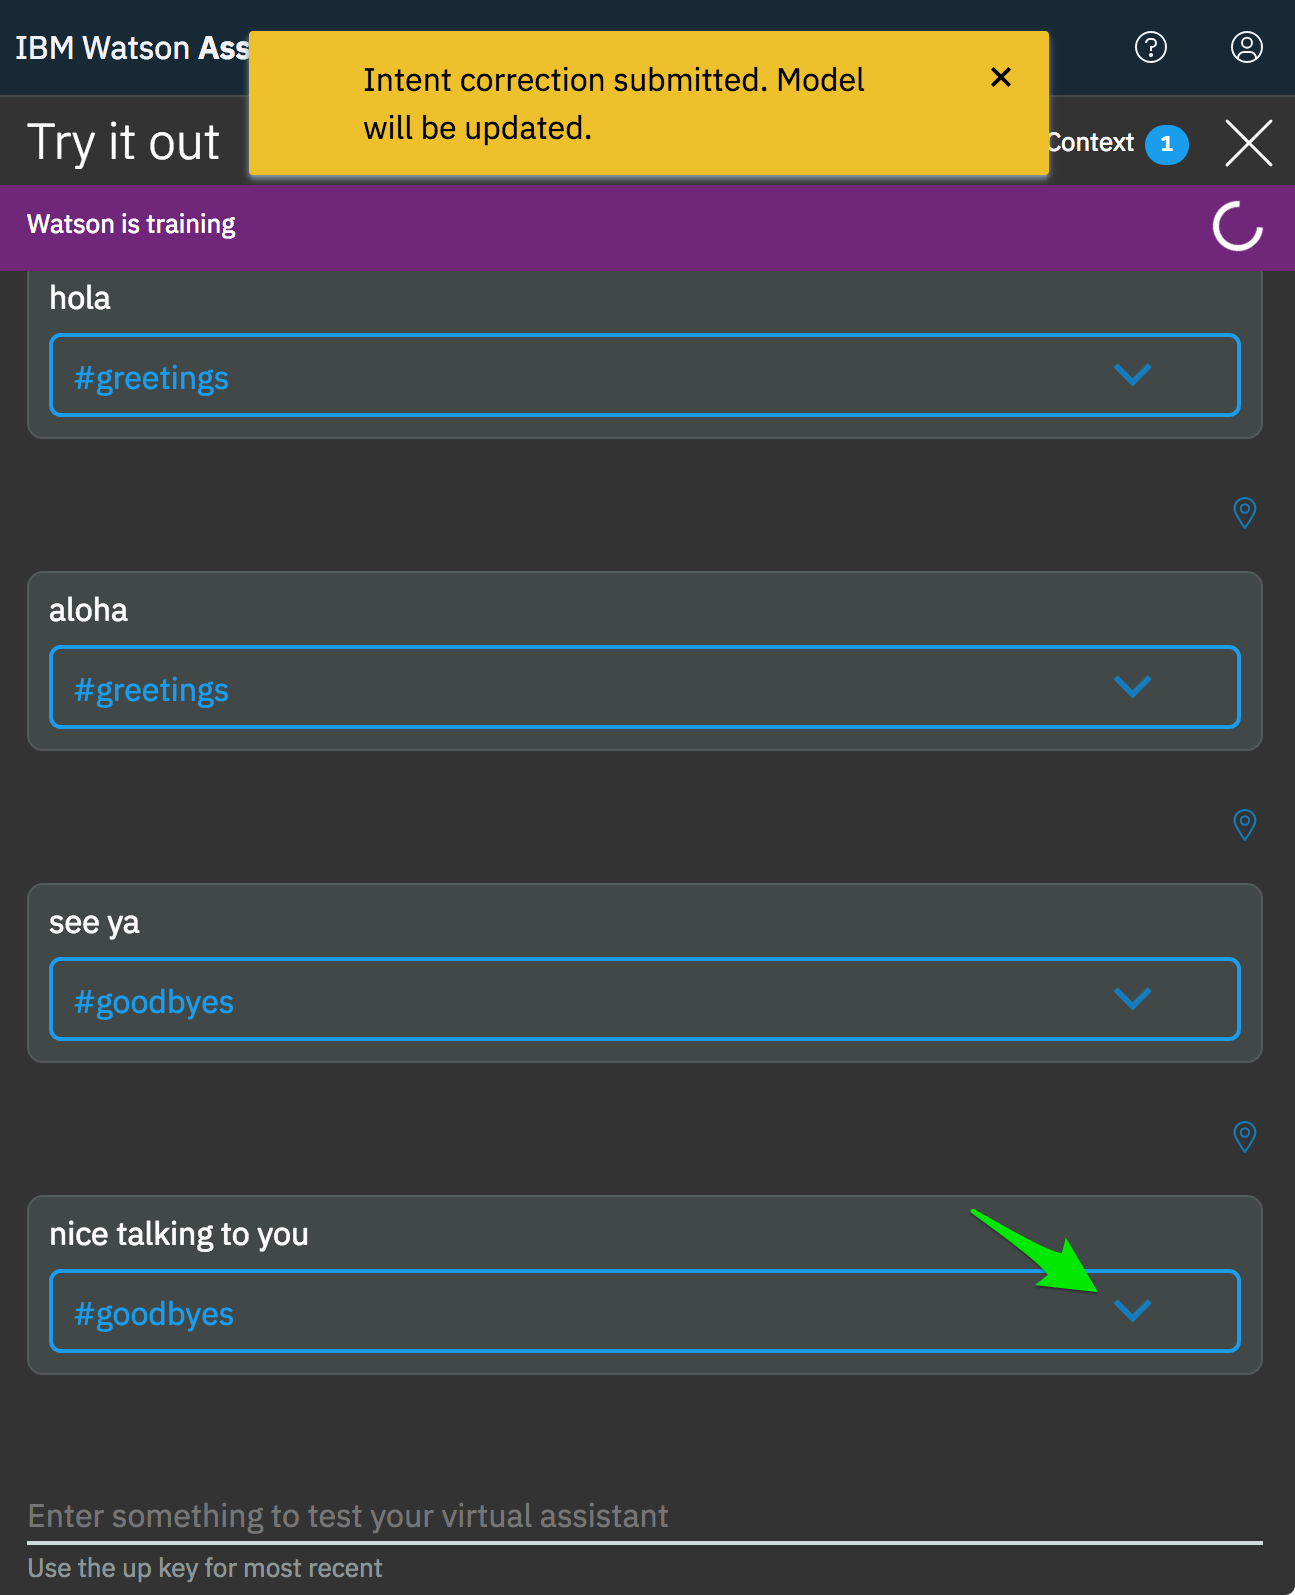 IBM Watson Ass
Intent correction submitted. Model
will be updated.
Try it out
Context 1
Watson is training
hola
#greetings
aloha
#greetings
see ya
#goodbyes
nice talking to you
#goodbyes
Enter something to test your virtual assistant
Use the up key for most recent